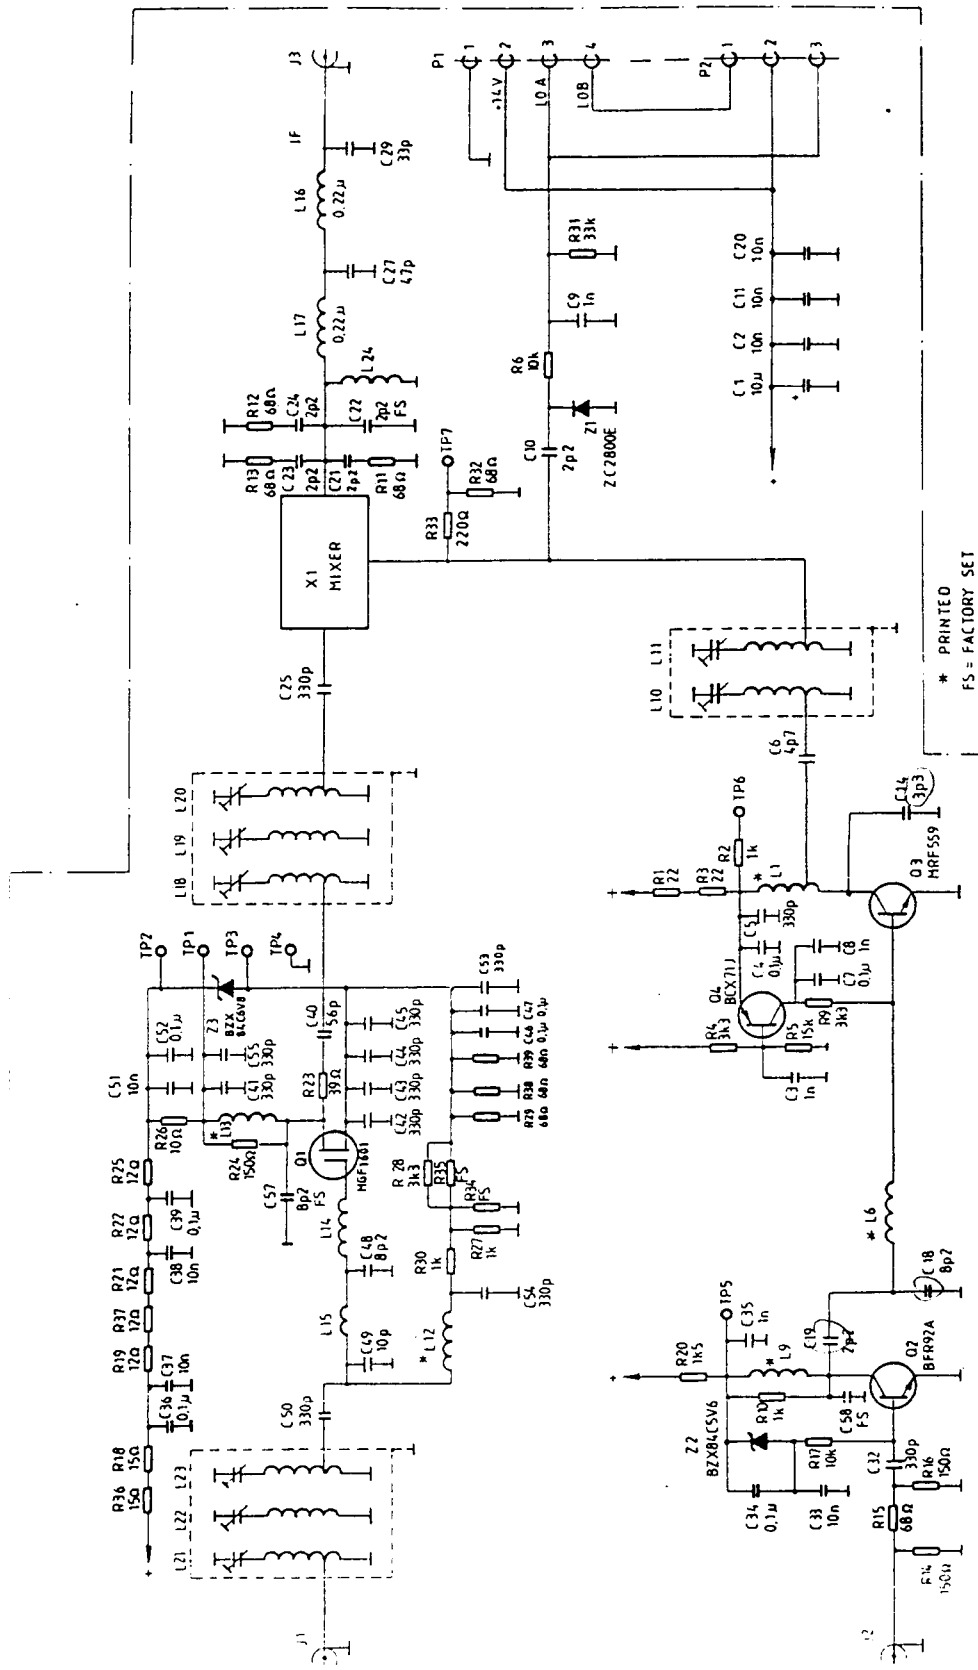 J3
IF
C29
33p
L16
0.22µ
C27
47p
L17
0.22µ
L24
R12
68Ω
C24
2p2
C22
2p2
FS
R13
68Ω
C23
2p2
C21
2p2
R11
68Ω
X1
MIXER
TP7
R32
68Ω
R33
220Ω
P1
1
2
3
4
+14V
LOA
LOB
P2
1
2
3
R31
33k
C9
1n
R6
10k
Z1
ZC2800E
C10
2p2
C20
10n
C11
10n
C2
10n
C1
10µ
+
+
C25
330p
L20
L19
L18
L11
L10
* PRINTED
FS = FACTORY SET
C6
4p7
TP2
TP1
TP3
TP4
Z3
BZX
84C6V8
C52
0,1µ
C51
10n
C55
330p
C41
330p
R26
10Ω
* L13
R24
150Ω
C57
8p2
FS
Q1
MGF1601
R23
39Ω
C40
56p
C45
330p
C44
330p
C43
330p
C42
330p
C53
330p
C47
0,1µ
C46
0,1µ
R39
68Ω
R38
68Ω
R29
68Ω
R28
3k3
R35
FS
R34
FS
R27
1k
R30
1k
C54
330p
* L12
L14
C48
8p2
L15
C49
10p
C50
330p
R25
12Ω
C39
0,1µ
R22
12Ω
C38
10n
R21
12Ω
R37
12Ω
R19
12Ω
C37
10n
C36
0,1µ
R18
15Ω
R36
15Ω
+
L23
L22
L21
J1
TP6
R2
1k
R1
22
R3
22
* L1
C5
330p
C4
0,1µ
Q4
BCX71J
C8
1n
C7
0,1µ
R9
3k3
R4
3k3
R5
15k
C3
1n
+
+
C14
3p3
Q3
MRF559
* L6
C18
8p2
C19
2p2
TP5
C35
1n
R20
1k5
+
* L9
R10
1k
C58
FS
Q2
BFR92A
Z2
BZX84C5V6
R17
10k
C34
0,1µ
C33
10n
C32
330p
R16
150Ω
R15
68Ω
R14
150Ω
J2